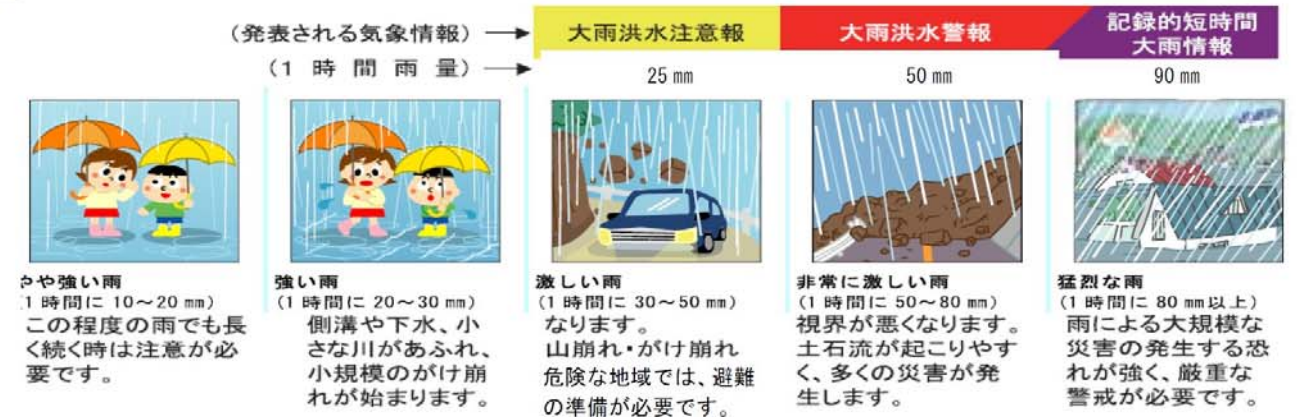 (発表される気象情報) →
大雨洪水注意報
大雨洪水警報
記録的短時間
大雨情報
(1 時 間 雨 量) →
25 mm
50 mm
90 mm
やや強い雨
(1 時間に 10~20 mm)
この程度の雨でも長
く続く時は注意が必
要です。
強い雨
(1 時間に 20~30 mm)
側溝や下水、小
さな川があふれ、
小規模のがけ崩
れが始まります。
激しい雨
(1 時間に 30~50 mm)
なります。
山崩れ・がけ崩れ
危険な地域では、避難
の準備が必要です。
非常に激しい雨
(1 時間に 50~80 mm)
視界が悪くなります。
土石流が起こりやす
く、多くの災害が発
生します。
猛烈な雨
(1 時間に 80 mm以上)
雨による大規模な
災害の発生する恐
れが強く、厳重な
警戒が必要です。